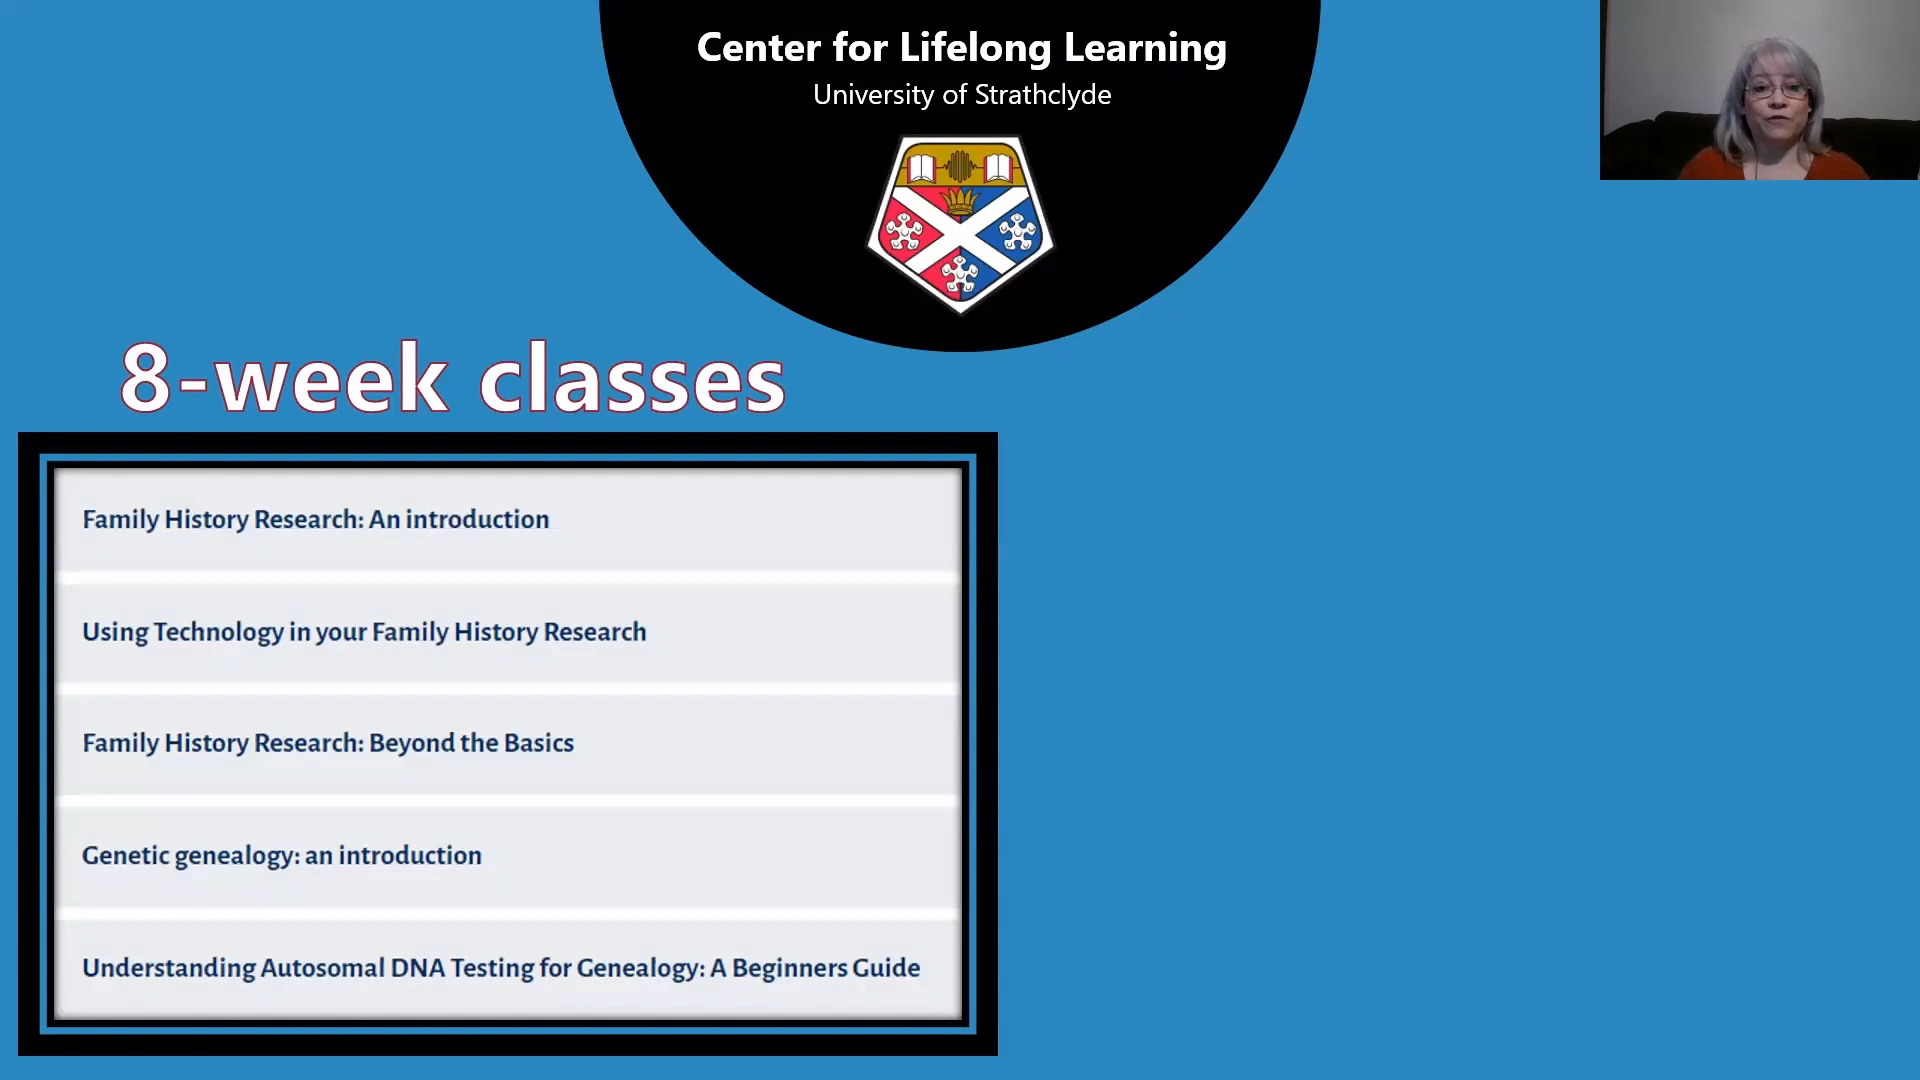 Center for Lifelong Learning
University of Strathclyde
8-week classes
Family History Research: An introduction
Using Technology in your Family History Research
Family History Research: Beyond the Basics
Genetic genealogy: an introduction
Understanding Autosomal DNA Testing for Genealogy: A Beginners Guide